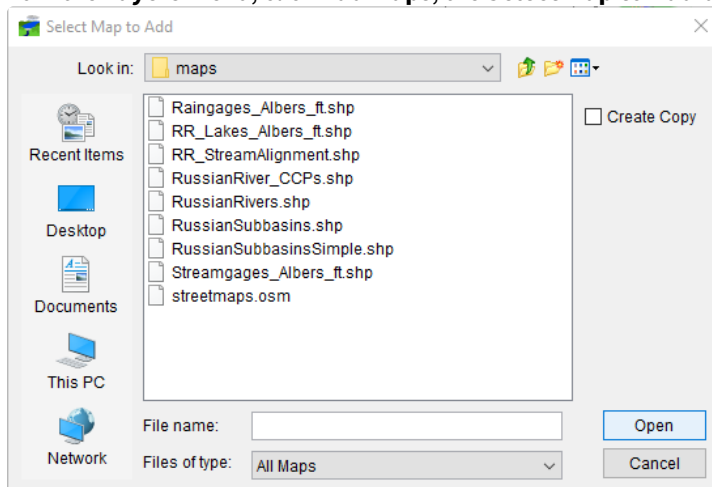 Select Map to Add
Look in:
maps
Recent Items
Desktop
Documents
This PC
Network
Raingages_Albers_ft.shp
RR_Lakes_Albers_ft.shp
RR_StreamAlignment.shp
RussianRiver_CCPs.shp
RussianRivers.shp
RussianSubbasins.shp
RussianSubbasinsSimple.shp
Streamgages_Albers_ft.shp
streetmaps.osm
Create Copy
File name:
Open
Files of type:
All Maps
Cancel